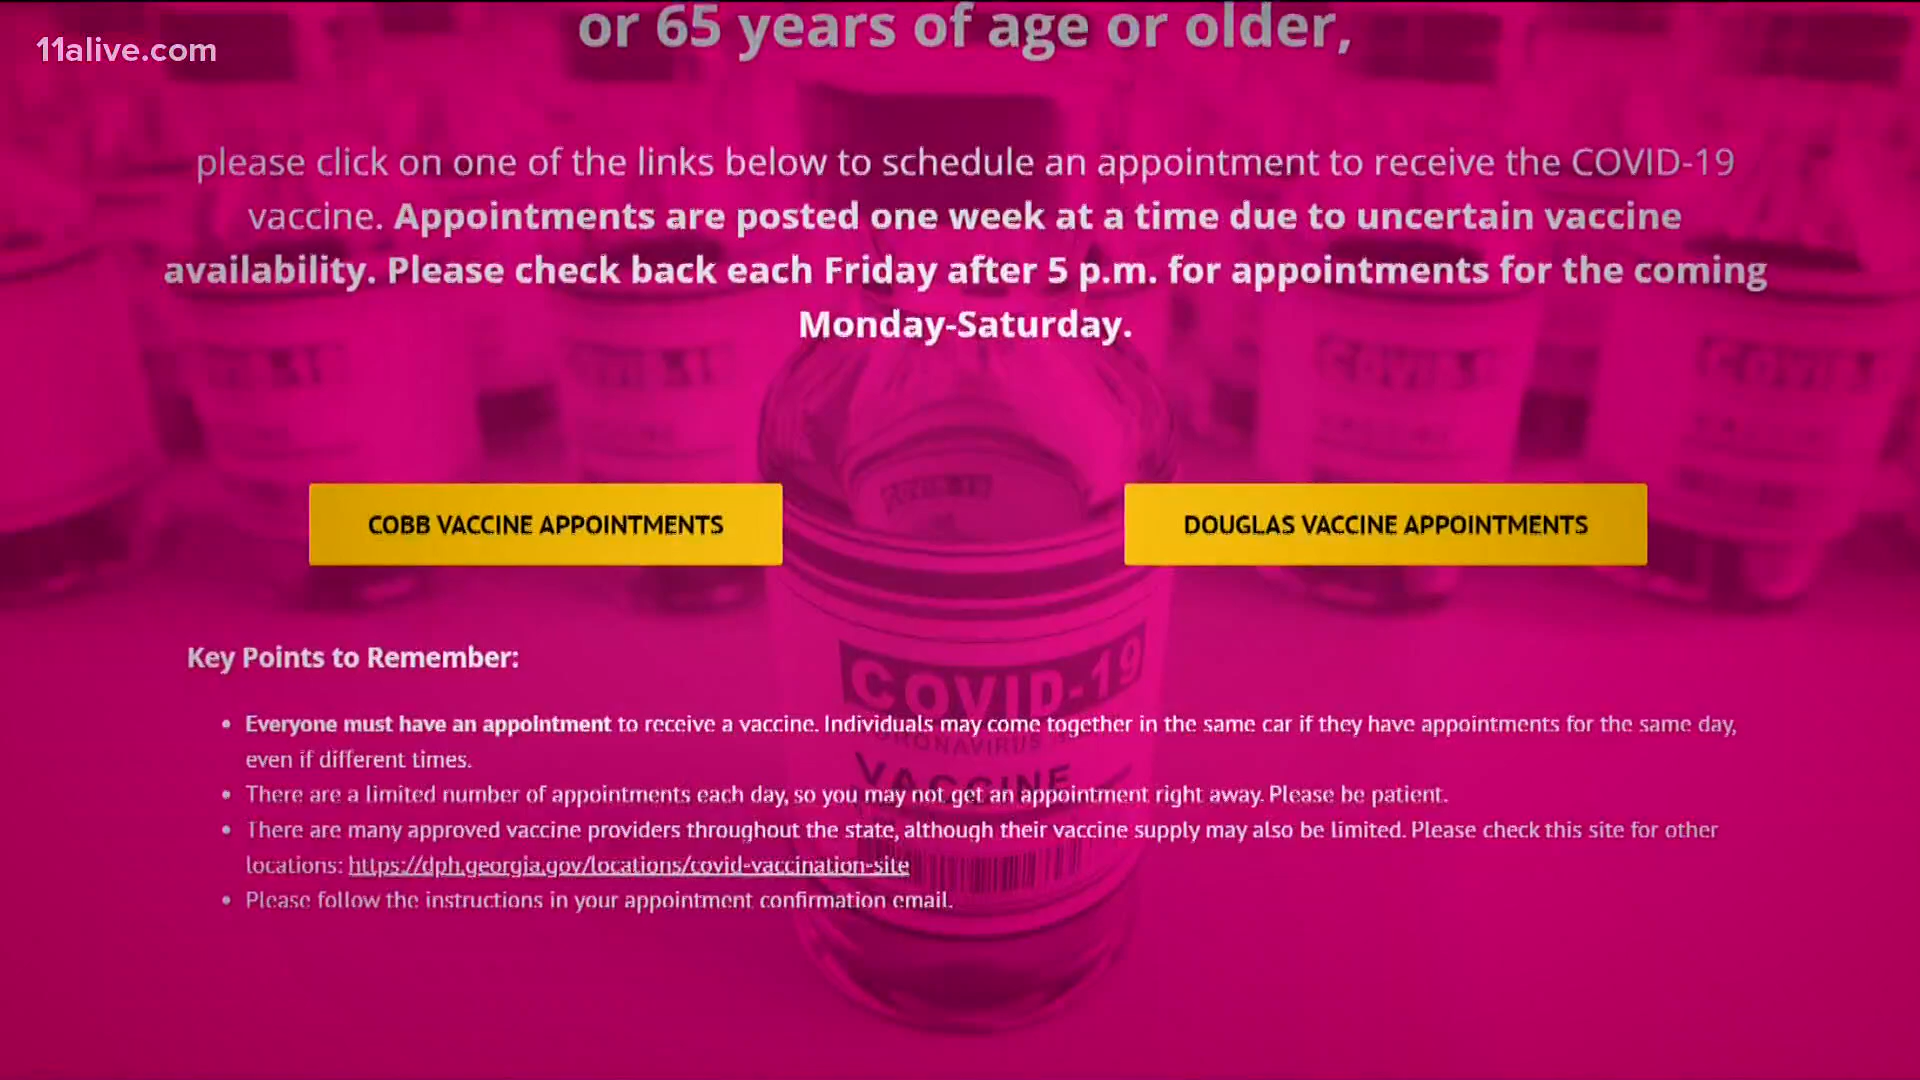 11alive.com
or 65 years of age or older,
please click on one of the links below to schedule an appointment to receive the COVID-19
vaccine. Appointments are posted one week at a time due to uncertain vaccine
availability. Please check back each Friday after 5 p.m. for appointments for the coming
Monday-Saturday.
COBB VACCINE APPOINTMENTS
DOUGLAS VACCINE APPOINTMENTS
Key Points to Remember:
• Everyone must have an appointment to receive a vaccine. Individuals may come together in the same car if they have appointments for the same day,
even if different times.
• There are a limited number of appointments each day, so you may not get an appointment right away. Please be patient.
• There are many approved vaccine providers throughout the state, although their vaccine supply may also be limited. Please check this site for other
locations: https://dph.georgia.gov/locations/covid-vaccination-site
• Please follow the instructions in your appointment confirmation email.
COVID-19
CORONAVIRUS
VACCINE